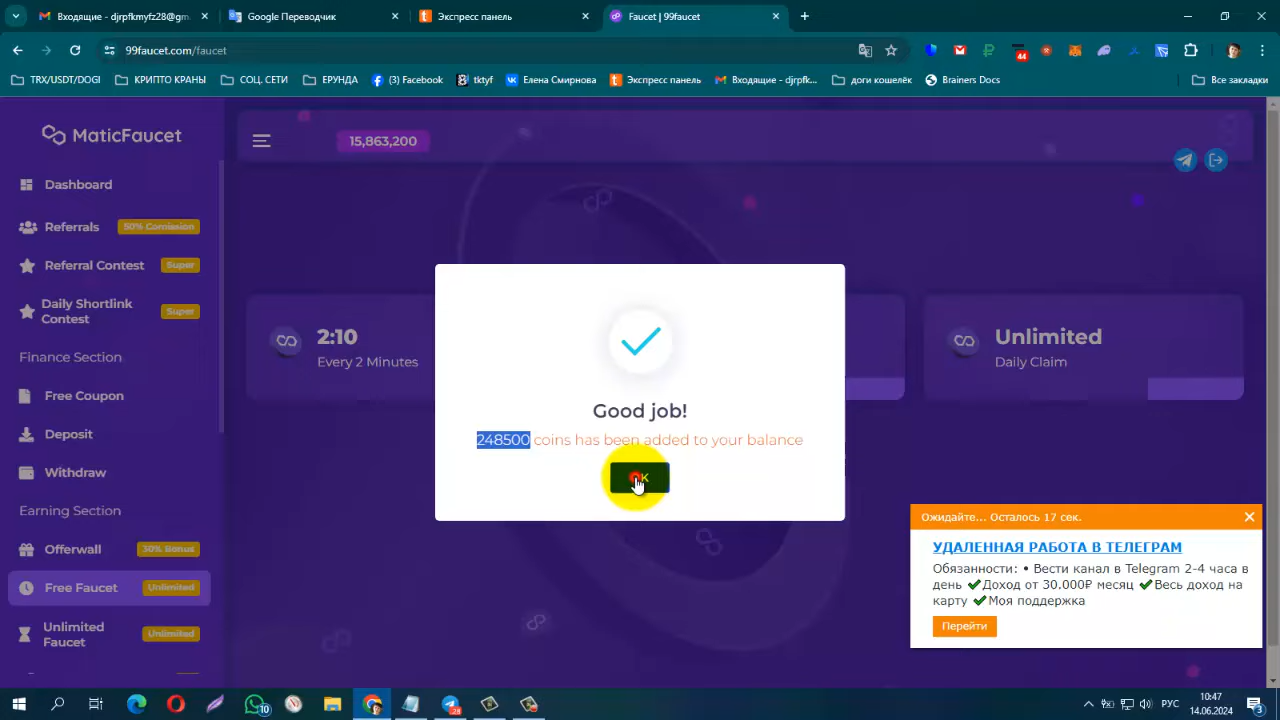 Входящие - djrpfkmyfz28@gm
Google Переводчик
Экспресс панель
Faucet | 99faucet
99faucet.com/faucet
44
TRX/USDT/DOGI
КРИПТО КРАНЫ
СОЦ. СЕТИ
ЕРУНДА
(3) Facebook
tktyf
Елена Смирнова
Экспресс панель
Входящие - djrpfk...
доги кошелёк
Brainers Docs
Все закладки
MaticFaucet
15,863,200
Dashboard
Referrals 50% Comission
Referral Contest Super
Daily Shortlink
Contest
Super
Finance Section
Free Coupon
Deposit
Withdraw
Earning Section
Offerwall 30% Bonus
Free Faucet Unlimited
Unlimited
Faucet
Unlimited
2:10
Every 2 Minutes
Unlimited
Daily Claim
Good job!
248500 coins has been added to your balance
Ожидайте... Осталось 17 сек.
УДАЛЕННАЯ РАБОТА В ТЕЛЕГРАМ
Обязанности: • Вести канал в Telegram 2-4 часа в
день ✔Доход от 30.000₽ месяц ✔Весь доход на
карту ✔Моя поддержка
Перейти
10
28
РУС
10:47
14.06.2024
3